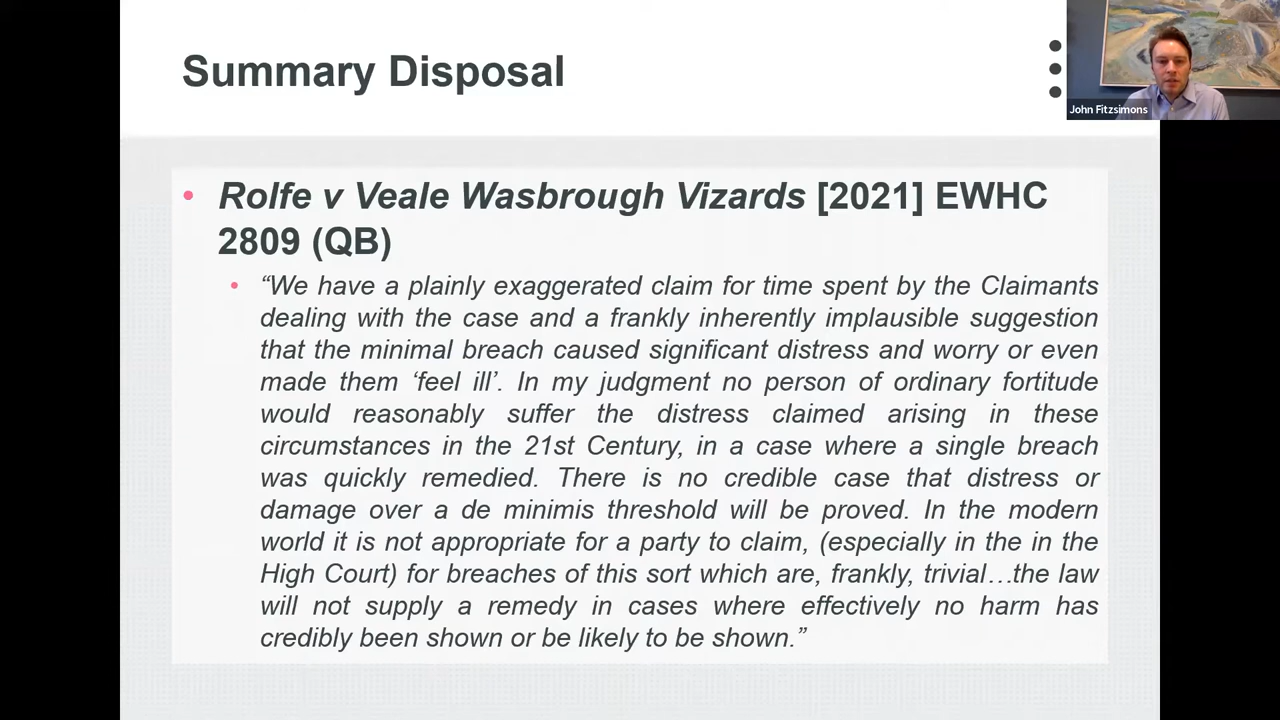 Summary Disposal
John Fitzsimons
• Rolfe v Veale Wasbrough Vizards [2021] EWHC
2809 (QB)
• “We have a plainly exaggerated claim for time spent by the Claimants
dealing with the case and a frankly inherently implausible suggestion
that the minimal breach caused significant distress and worry or even
made them ‘feel ill’. In my judgment no person of ordinary fortitude
would reasonably suffer the distress claimed arising in these
circumstances in the 21st Century, in a case where a single breach
was quickly remedied. There is no credible case that distress or
damage over a de minimis threshold will be proved. In the modern
world it is not appropriate for a party to claim, (especially in the in the
High Court) for breaches of this sort which are, frankly, trivial…the law
will not supply a remedy in cases where effectively no harm has
credibly been shown or be likely to be shown.”